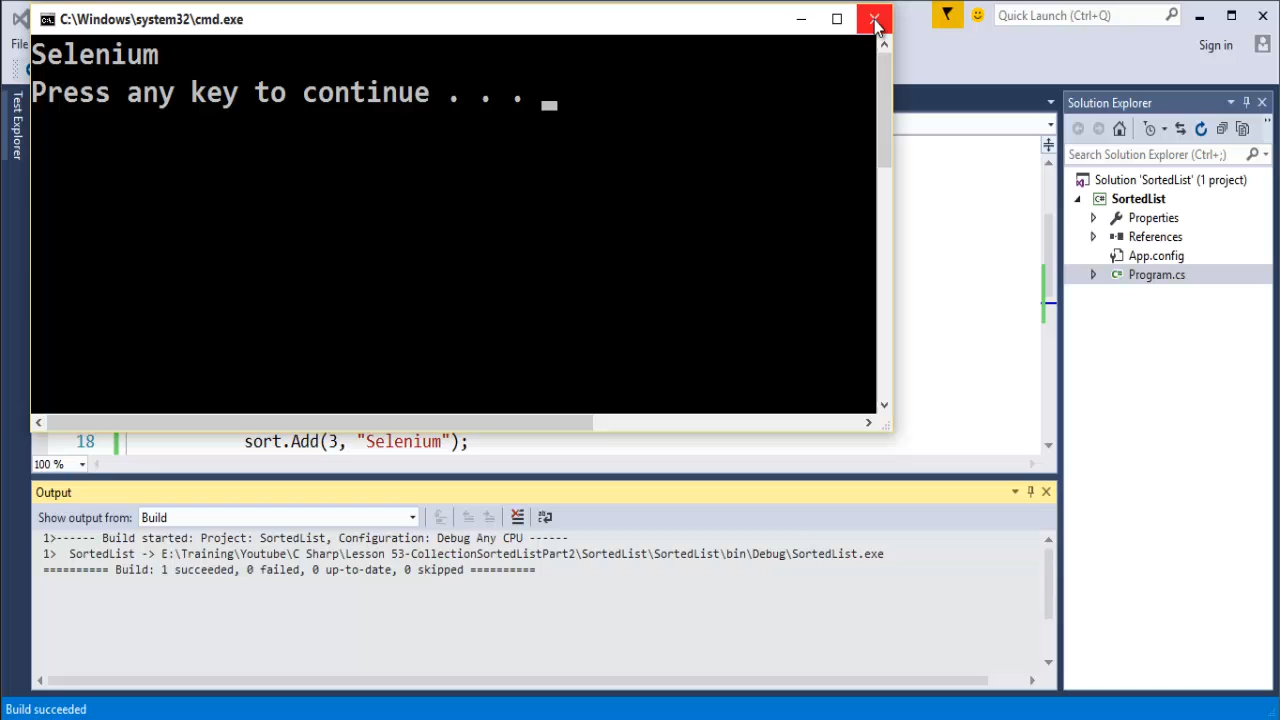 C:\Windows\system32\cmd.exe
Quick Launch (Ctrl+Q)
Sign in
Selenium
Press any key to continue . . .
Test Explorer
Solution Explorer
Search Solution Explorer (Ctrl+;)
Solution 'SortedList' (1 project)
SortedList
Properties
References
App.config
Program.cs
18 sort.Add(3, "Selenium");
100 %
Output
Show output from: Build
1>------ Build started: Project: SortedList, Configuration: Debug Any CPU ------
1>  SortedList -> E:\Training\Youtube\C Sharp\Lesson 53-CollectionSortedListPart2\SortedList\SortedList\bin\Debug\SortedList.exe
========== Build: 1 succeeded, 0 failed, 0 up-to-date, 0 skipped ==========
Build succeeded